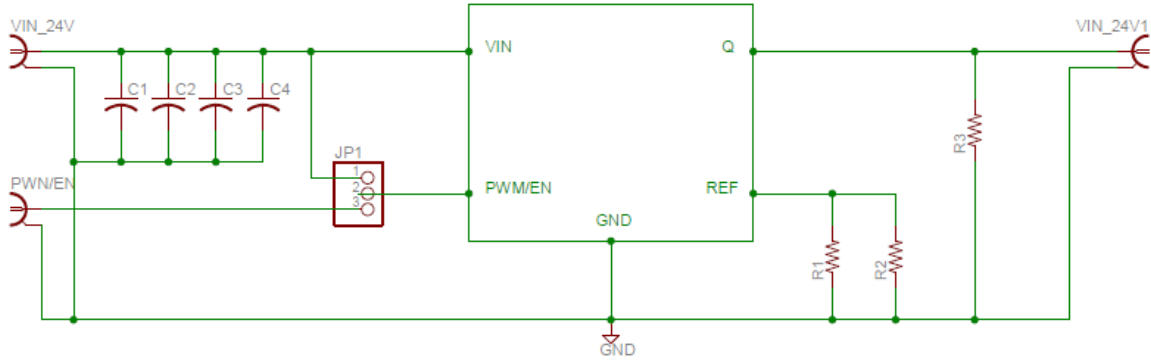 VIN_24V
VIN_24V1
VIN
Q
C1
C2
C3
C4
R3
JP1
1
2
3
PWN/EN
PWM/EN
REF
GND
R1
R2
GND